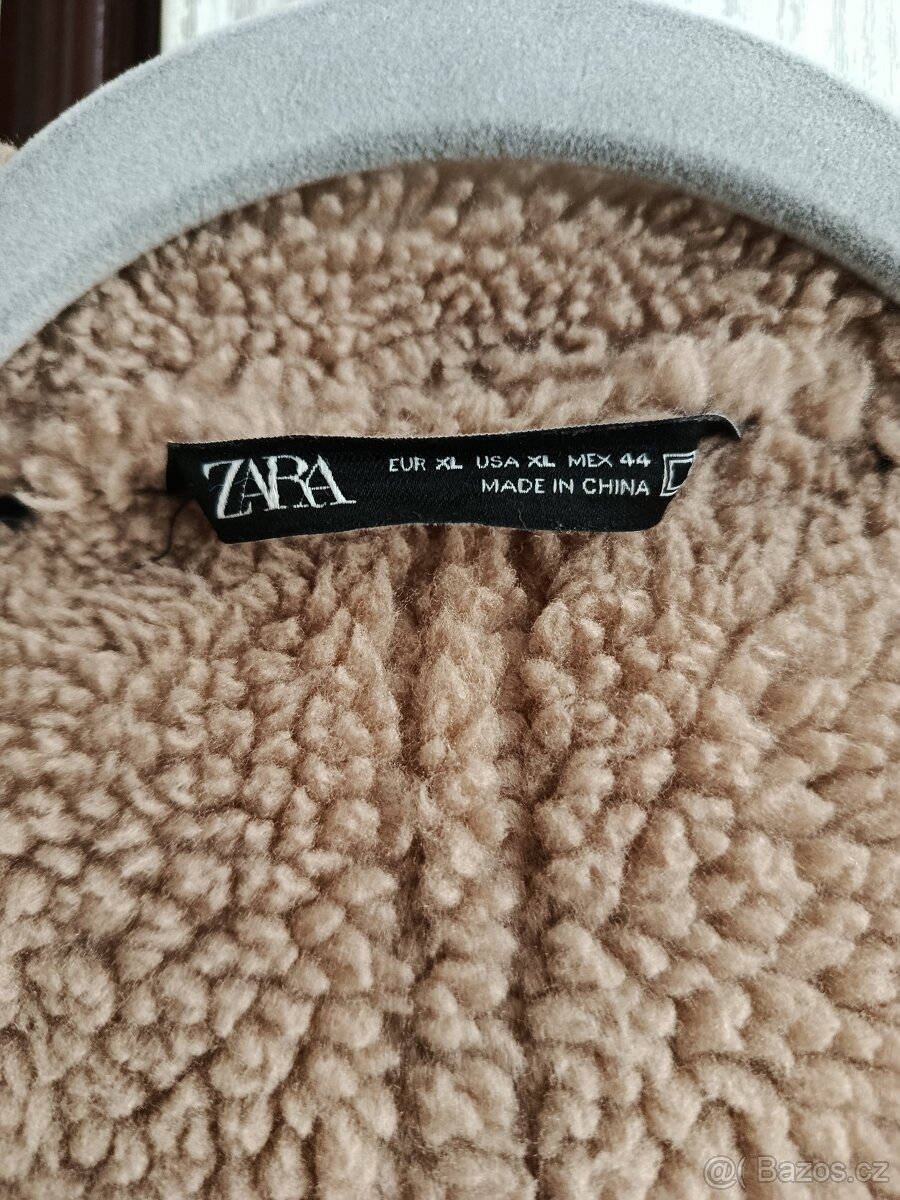 ZARA
EUR XL USA XL MEX 44
MADE IN CHINA
@ Bazos.cz